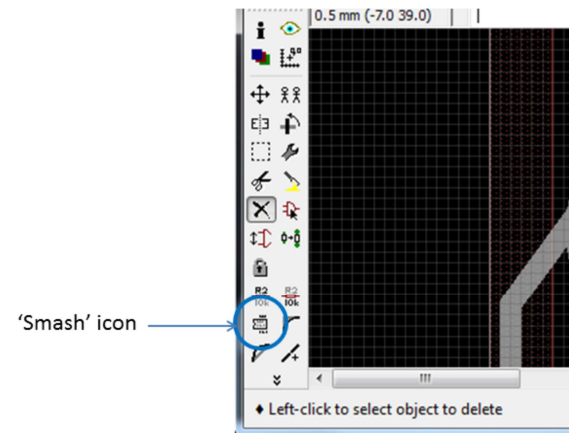 0.5 mm (-7.0 39.0)
R2
10k
R2
10k
'Smash' icon
Left-click to select object to delete